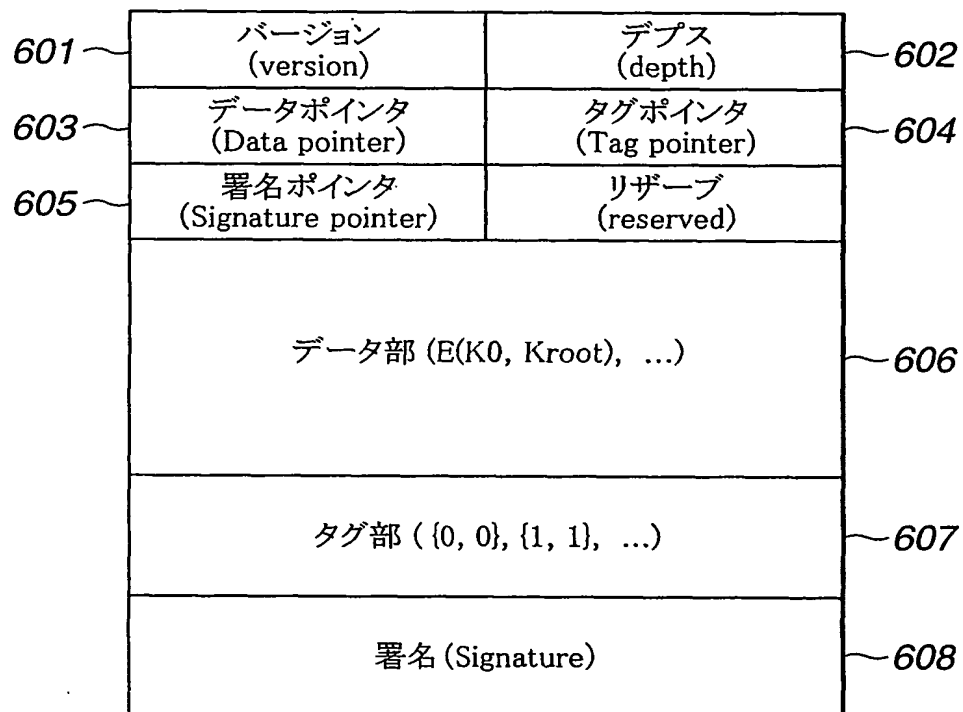 601
バージョン
(version)
デプス
(depth)
602
603
データポインタ
(Data pointer)
タグポインタ
(Tag pointer)
604
605
署名ポインタ
(Signature pointer)
リザーブ
(reserved)
データ部 (E(K0, Kroot), ...)
606
タグ部 ( {0, 0}, {1, 1}, ...)
607
署名 (Signature)
608